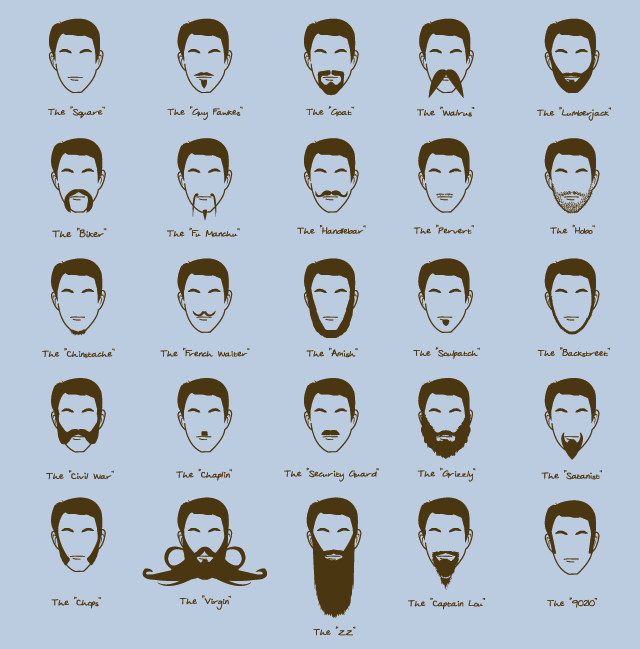 The "Square"
The "Guy Fawkes"
The "Goat"
The "Walrus"
The "Lumberjack"
The "Biker"
The "Fu Manchu"
The "Handlebar"
The "Pervert"
The "Hobo"
The "Chinstache"
The "French Waiter"
The "Amish"
The "Soulpatch"
The "Backstreet"
The "Civil War"
The "Chaplin"
The "Security Guard"
The "Grizzly"
The "Satanist"
The "Chops"
The "Virgin"
The "ZZ"
The "Captain Lou"
The "90210"